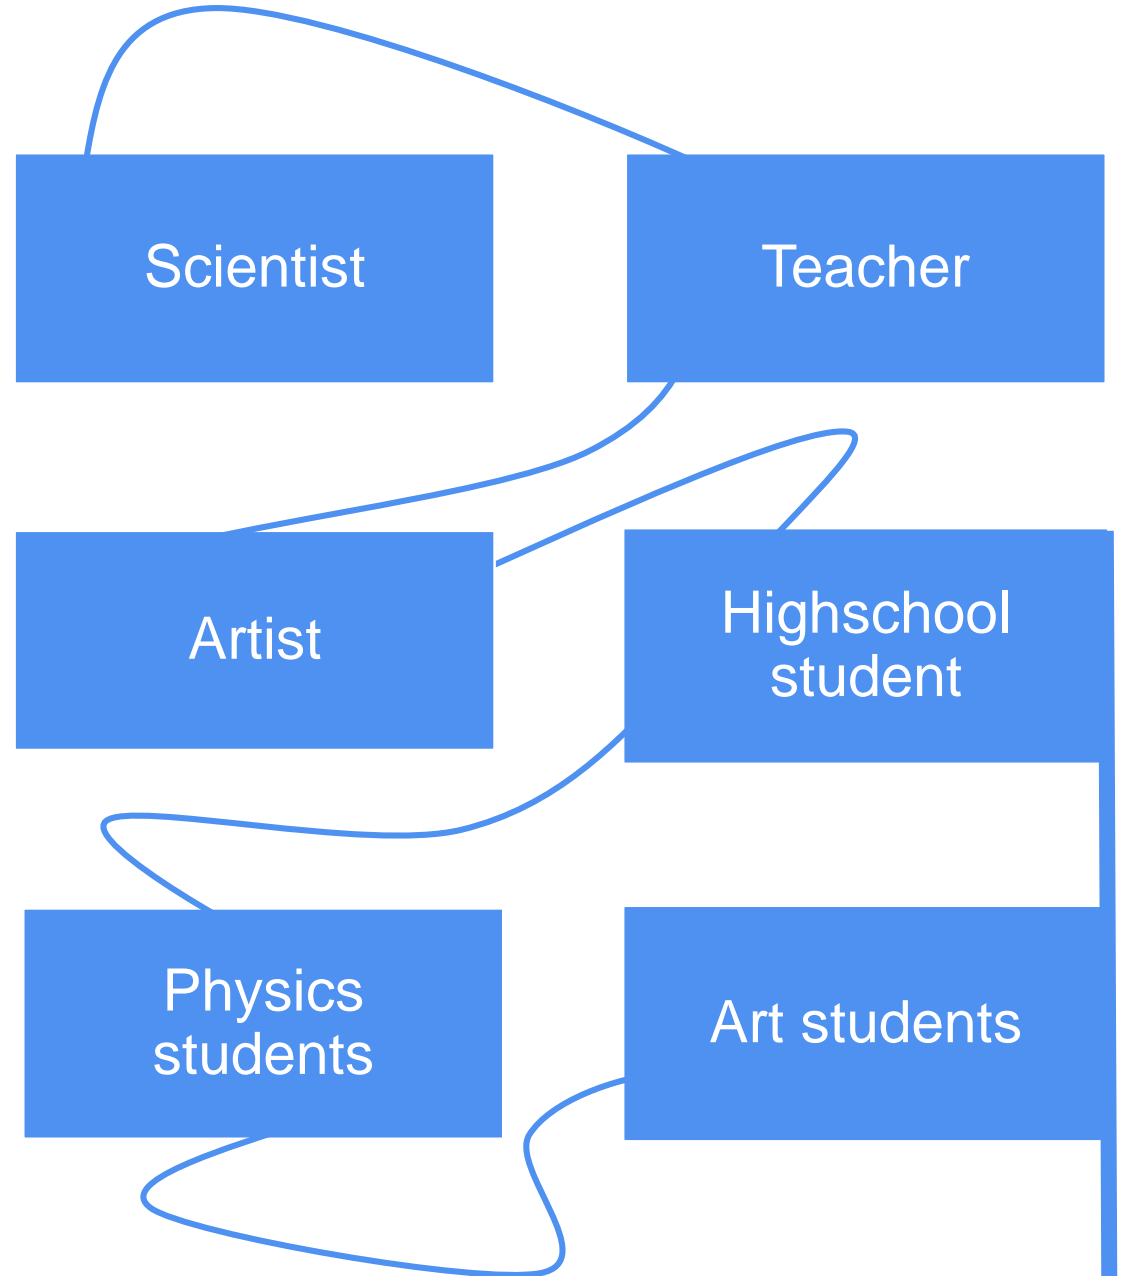 Scientist
Teacher
Artist
Highschool
student
Physics
students
Art students